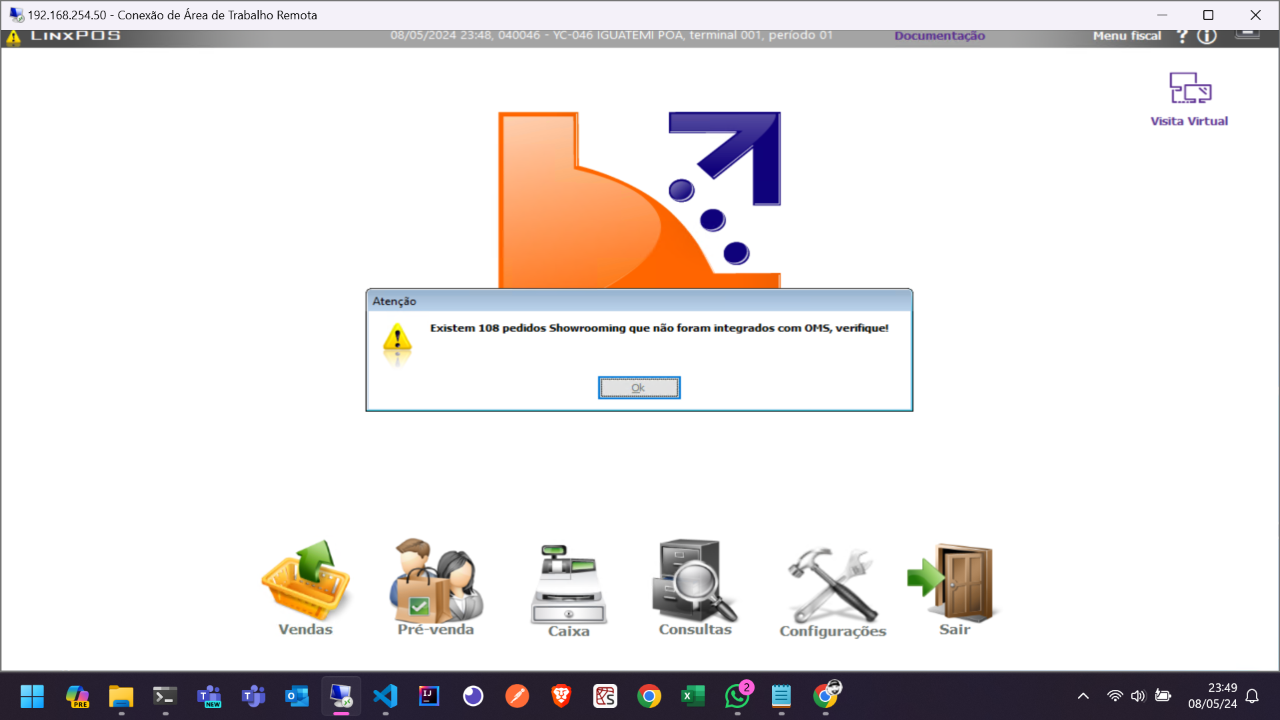 192.168.254.50 - Conexão de Área de Trabalho Remota
LINXPOS
08/05/2024 23:48, 040046 - YC-046 IGUATEMI POA, terminal 001, período 01
Documentação
Menu fiscal
?
Visita Virtual
Atenção
Existem 108 pedidos Showrooming que não foram integrados com OMS, verifique!
Ok
Vendas
Pré-venda
Caixa
Consultas
Configurações
Sair
PRE
NEW
2
23:49
08/05/24